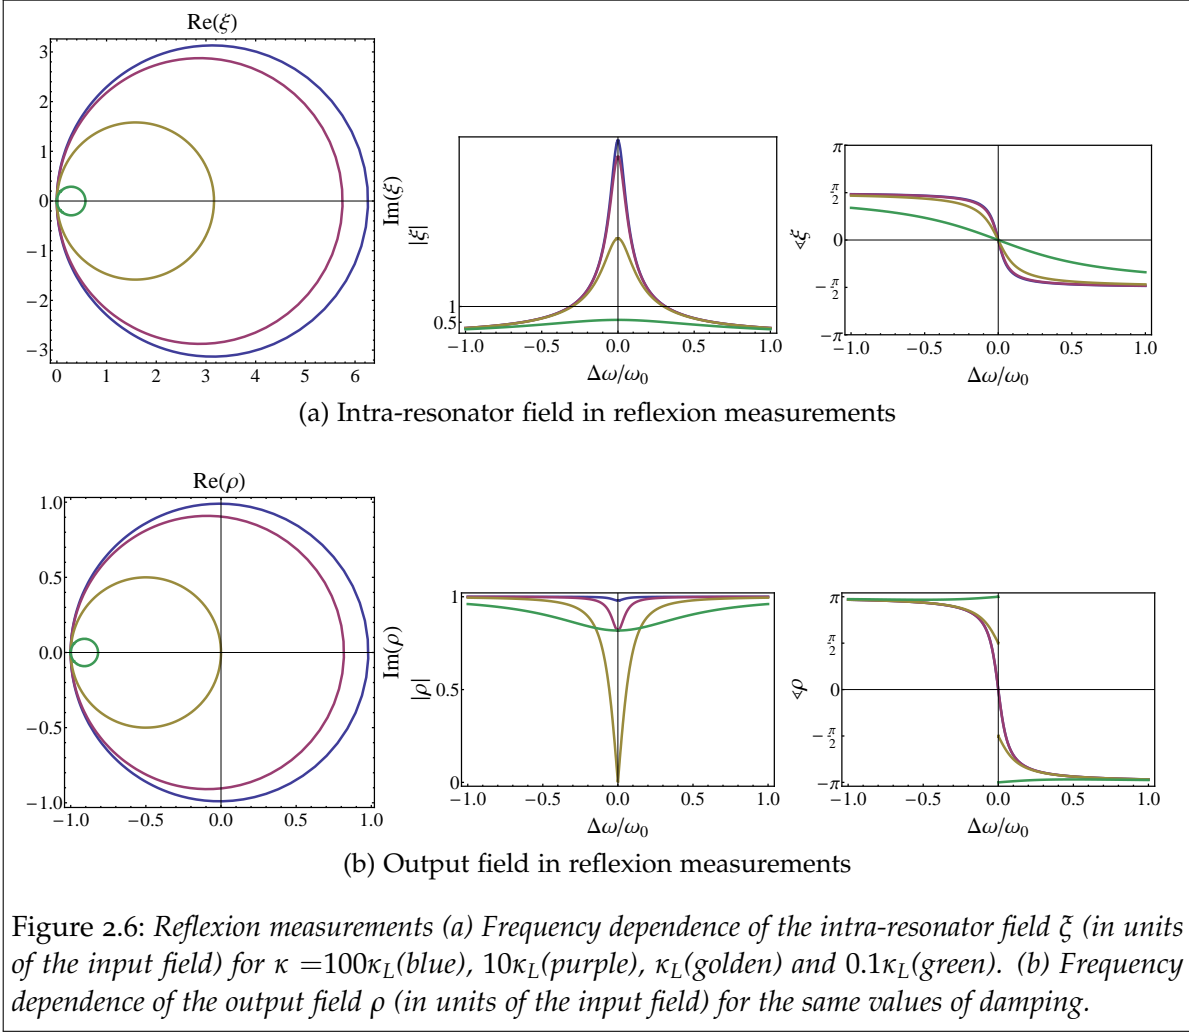 Re(ξ)
3
2
1
0
−1
−2
−3
0 1 2 3 4 5 6
Im(ξ)
|ξ|
1
0.5
−1.0 −0.5 0.0 0.5 1.0
Δω/ω0
∢ξ
π
π/2
0
−π/2
−π
−1.0 −0.5 0.0 0.5 1.0
Δω/ω0
(a) Intra-resonator field in reflexion measurements
Re(ρ)
1.0
0.5
0.0
−0.5
−1.0
−1.0 −0.5 0.0 0.5 1.0
Im(ρ)
|ρ|
1
0.5
0
−1.0 −0.5 0.0 0.5 1.0
Δω/ω0
∢ρ
π
π/2
0
−π/2
−π
−1.0 −0.5 0.0 0.5 1.0
Δω/ω0
(b) Output field in reflexion measurements
Figure 2.6: Reflexion measurements (a) Frequency dependence of the intra-resonator field ξ (in units
of the input field) for κ =100κL(blue), 10κL(purple), κL(golden) and 0.1κL(green). (b) Frequency
dependence of the output field ρ (in units of the input field) for the same values of damping.